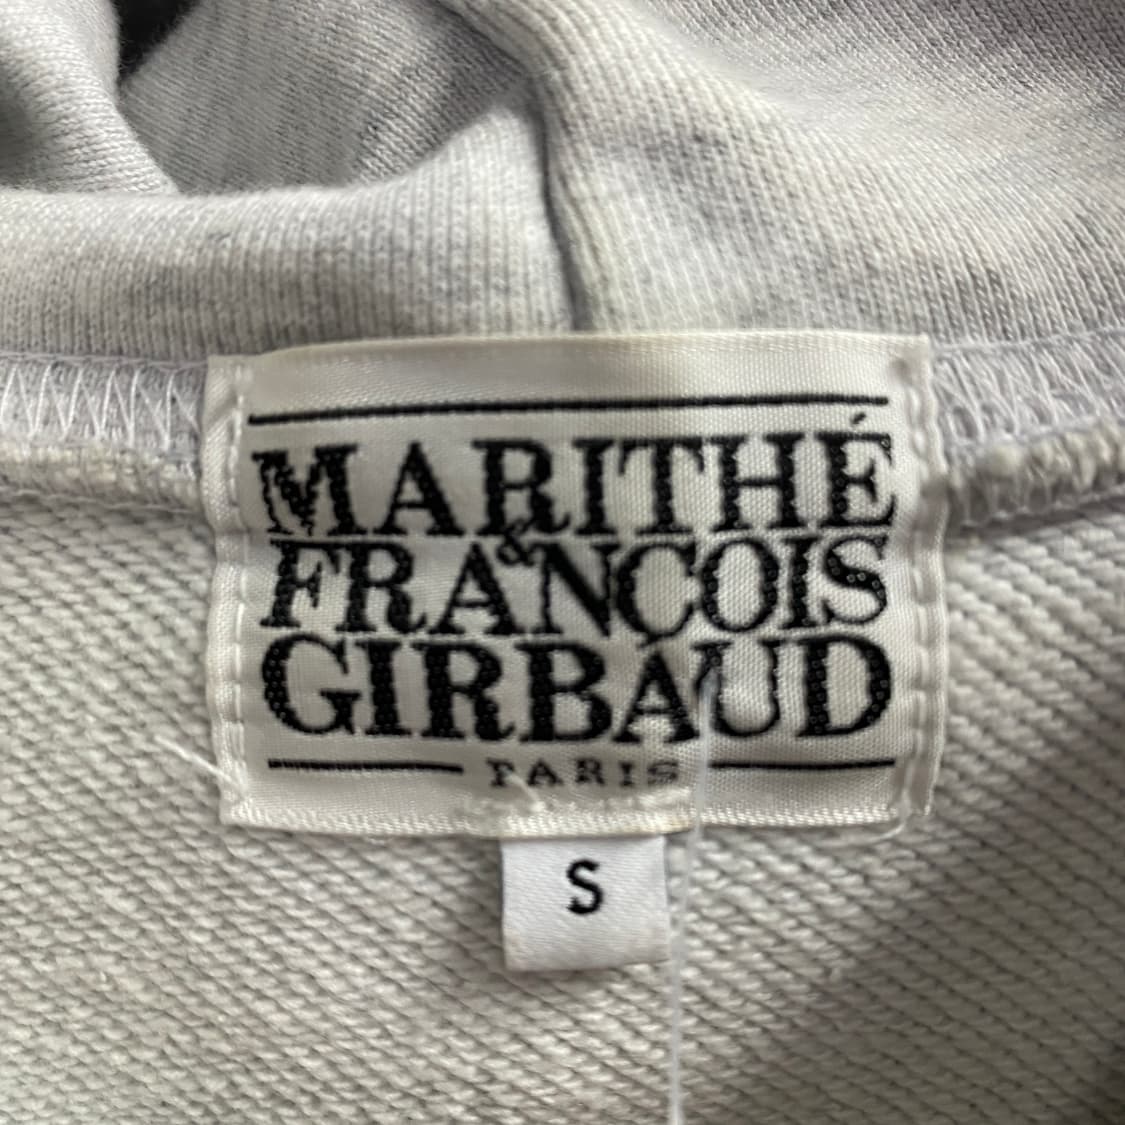 MARITHÉ
&
FRANÇOIS
GIRBAUD
PARIS
S